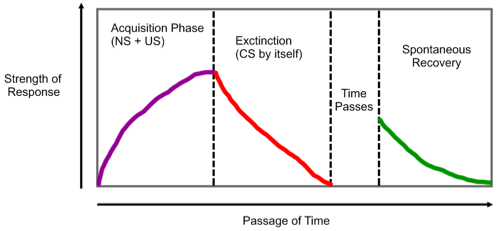 Acquisition Phase
(NS + US)
Exctinction
(CS by itself)
Spontaneous
Recovery
Strength of
Response
Time
Passes
Passage of Time